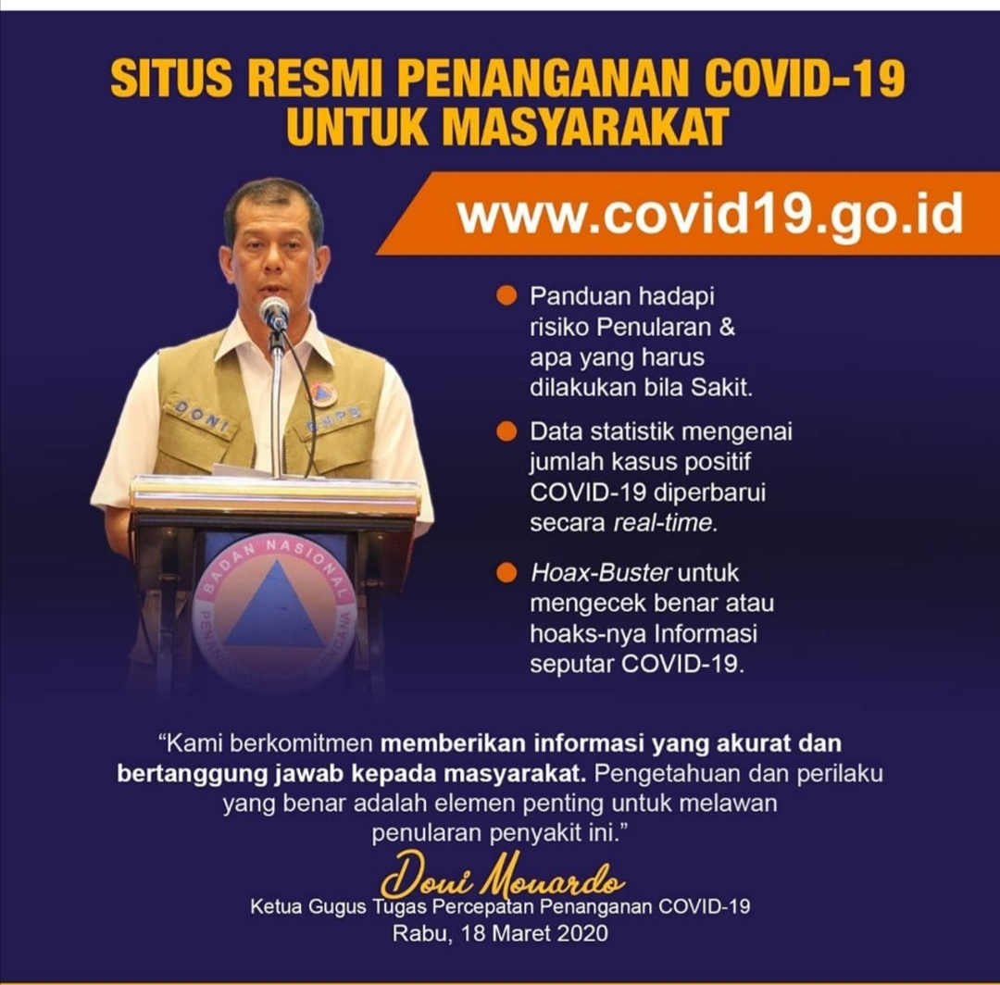 SITUS RESMI PENANGANAN COVID-19
UNTUK MASYARAKAT
www.covid19.go.id
Panduan hadapi
risiko Penularan &
apa yang harus
dilakukan bila Sakit.
Data statistik mengenai
jumlah kasus positif
COVID-19 diperbarui
secara real-time.
Hoax-Buster untuk
mengecek benar atau
hoaks-nya Informasi
seputar COVID-19.
DONI
BNPB
BADAN NASIONAL
“Kami berkomitmen memberikan informasi yang akurat dan
bertanggung jawab kepada masyarakat. Pengetahuan dan perilaku
yang benar adalah elemen penting untuk melawan
penularan penyakit ini.”
Doni Monardo
Ketua Gugus Tugas Percepatan Penanganan COVID-19
Rabu, 18 Maret 2020